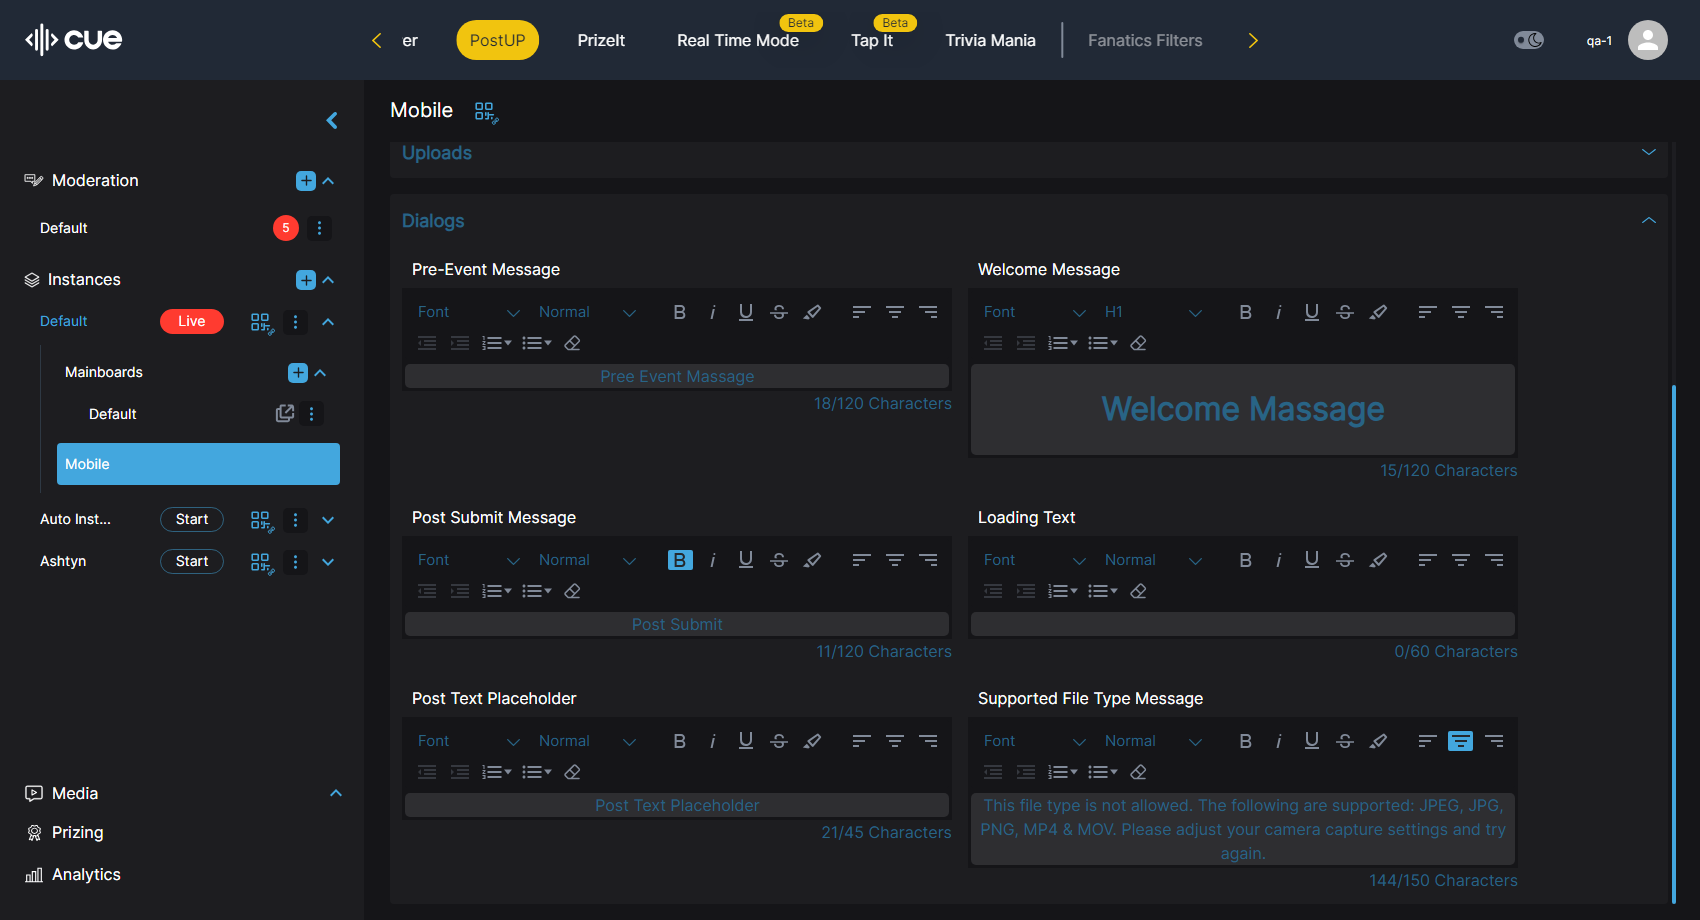 cue
er
PostUP
PrizeIt
Real Time Mode
Beta
Tap It
Beta
Trivia Mania
Fanatics Filters
qa-1
Moderation
Default
5
Instances
Default
Live
Mainboards
Default
Mobile
Auto Inst...
Start
Ashtyn
Start
Media
Prizing
Analytics
Mobile
Uploads
Dialogs
Pre-Event Message
Font
Normal
Pree Event Massage
18/120 Characters
Welcome Message
Font
H1
Welcome Massage
15/120 Characters
Post Submit Message
Font
Normal
B
Post Submit
11/120 Characters
Loading Text
Font
Normal
0/60 Characters
Post Text Placeholder
Font
Normal
Post Text Placeholder
21/45 Characters
Supported File Type Message
Font
Normal
This file type is not allowed. The following are supported: JPEG, JPG,
PNG, MP4 & MOV. Please adjust your camera capture settings and try
again.
144/150 Characters